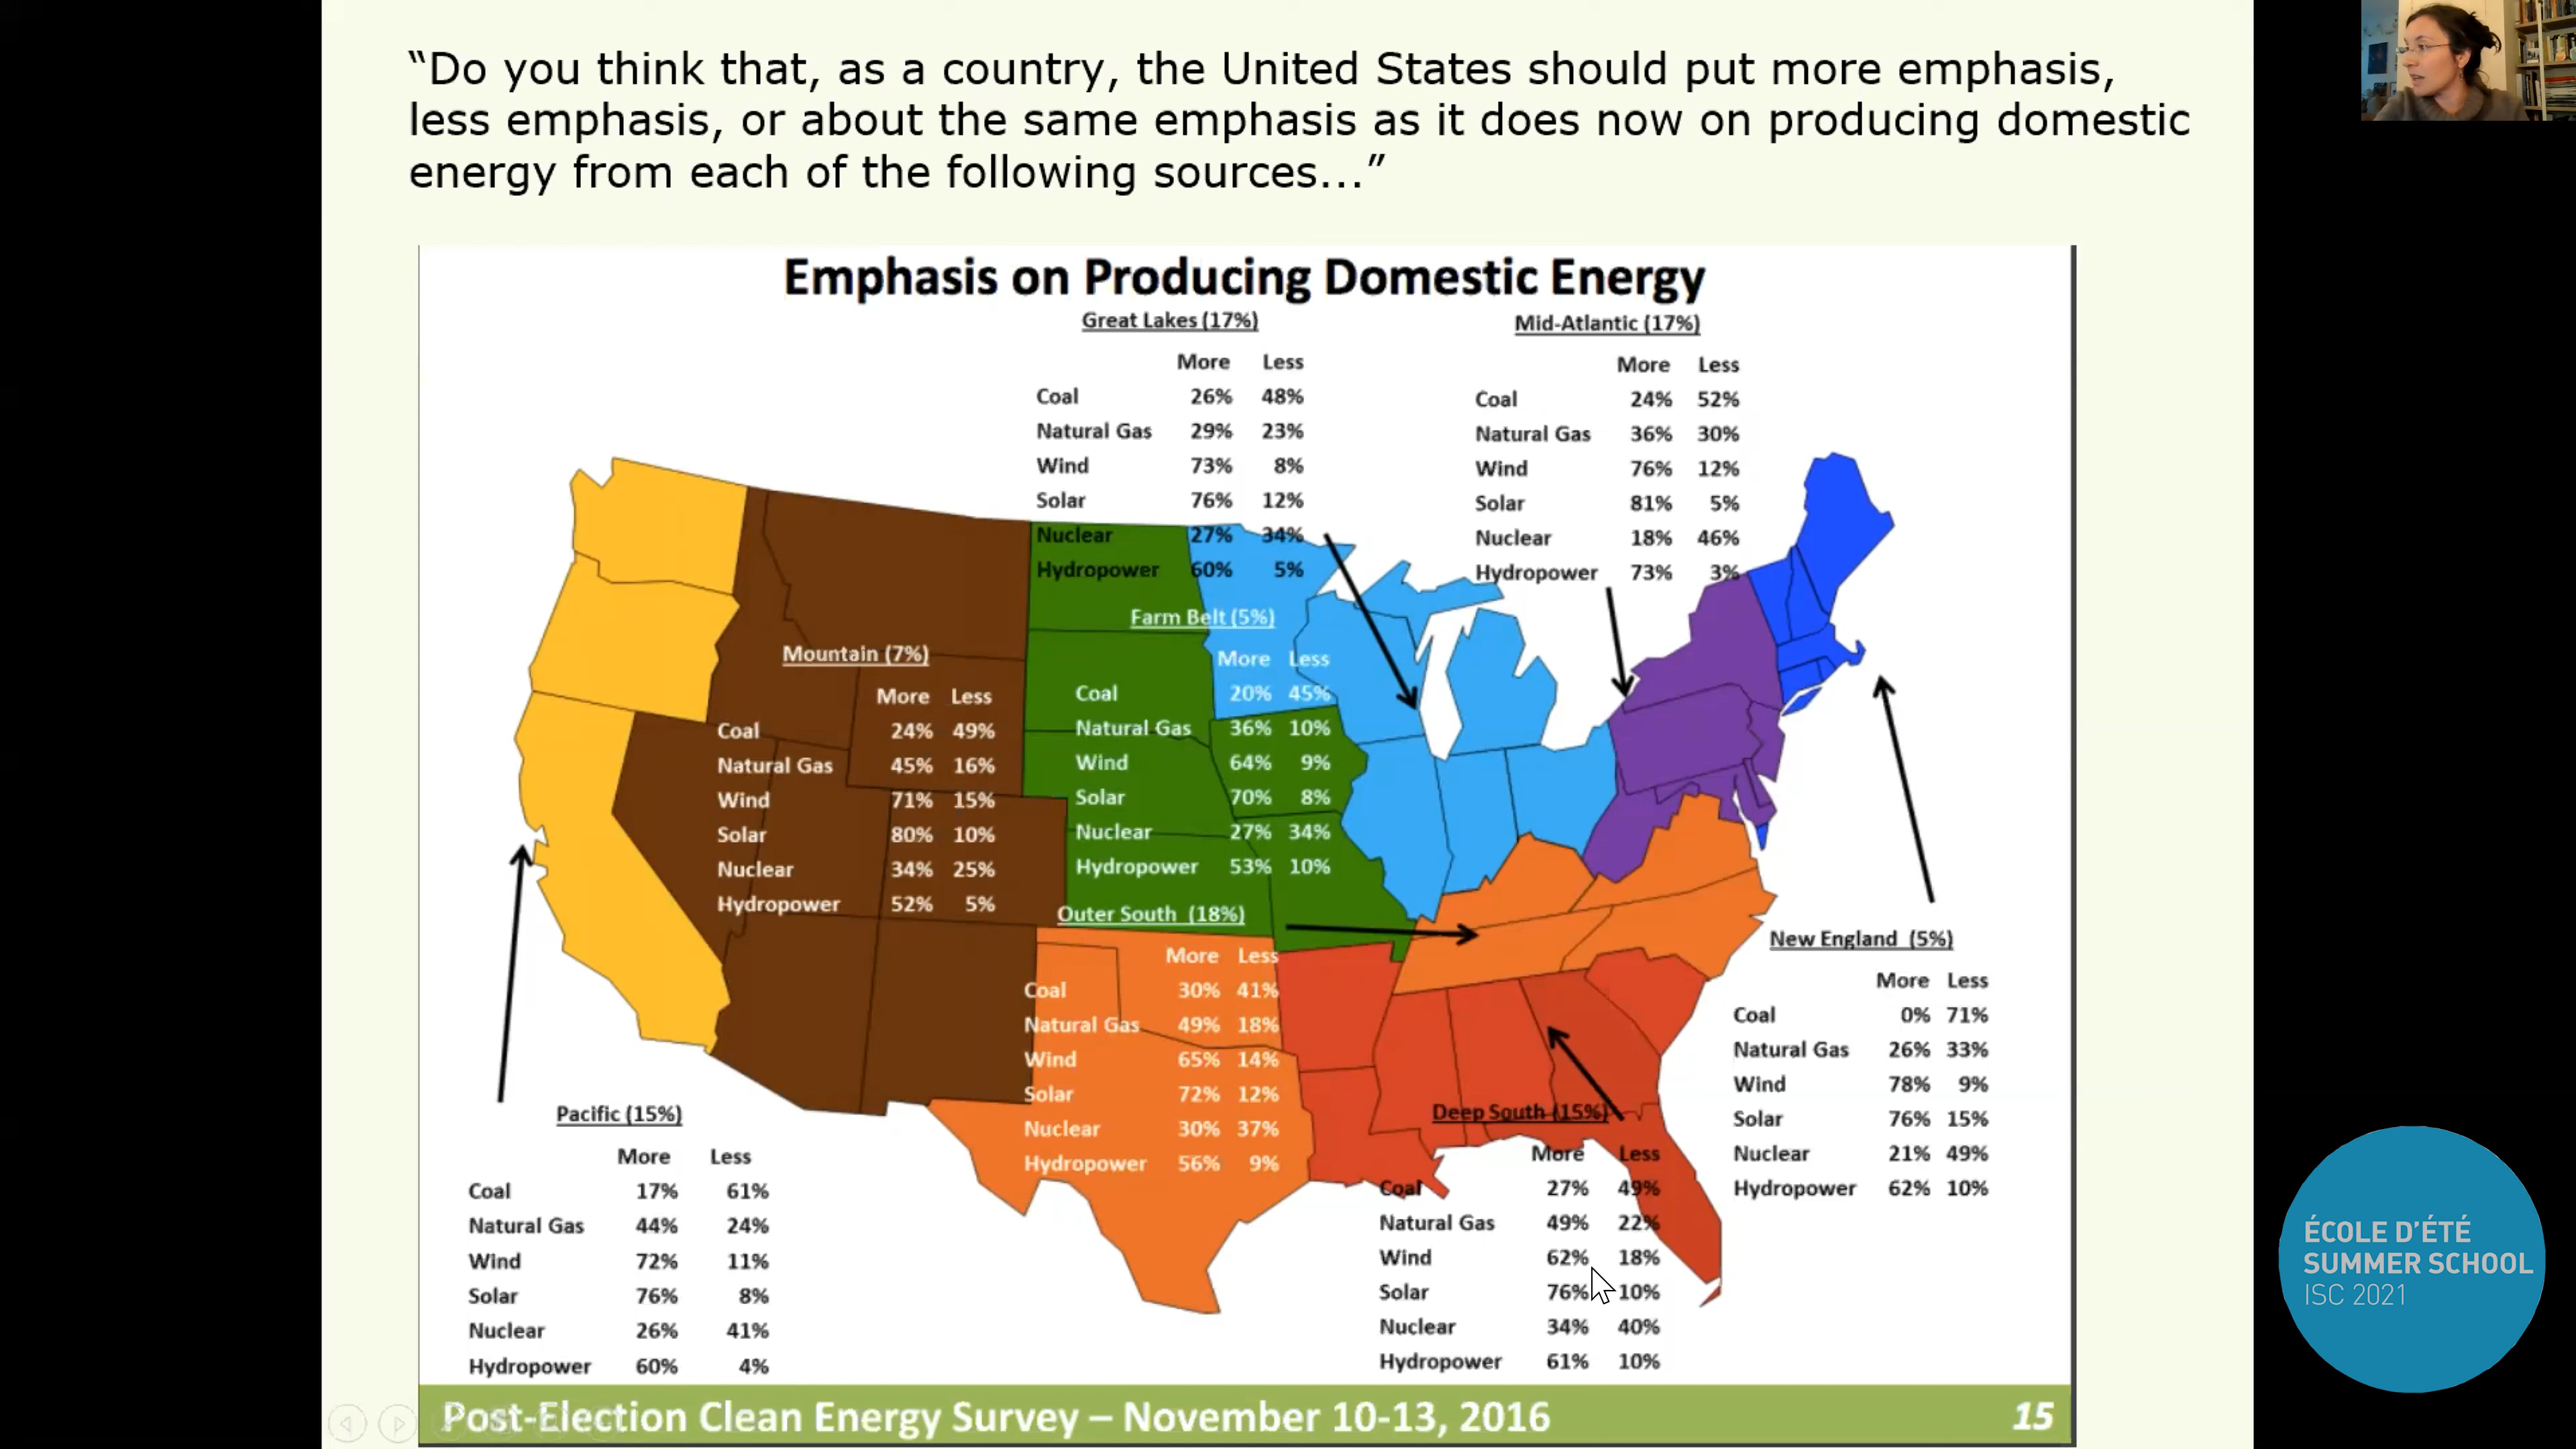 “Do you think that, as a country, the United States should put more emphasis,
less emphasis, or about the same emphasis as it does now on producing domestic
energy from each of the following sources...”
Emphasis on Producing Domestic Energy
Great Lakes (17%)
More Less
Coal 26% 48%
Natural Gas 29% 23%
Wind 73% 8%
Solar 76% 12%
Nuclear 27% 34%
Hydropower 60% 5%
Mid-Atlantic (17%)
More Less
Coal 24% 52%
Natural Gas 36% 30%
Wind 76% 12%
Solar 81% 5%
Nuclear 18% 46%
Hydropower 73% 3%
Mountain (7%)
More Less
Coal 24% 49%
Natural Gas 45% 16%
Wind 71% 15%
Solar 80% 10%
Nuclear 34% 25%
Hydropower 52% 5%
Farm Belt (5%)
More Less
Coal 20% 45%
Natural Gas 36% 10%
Wind 64% 9%
Solar 70% 8%
Nuclear 27% 34%
Hydropower 53% 10%
Outer South (18%)
More Less
Coal 30% 41%
Natural Gas 49% 18%
Wind 65% 14%
Solar 72% 12%
Nuclear 30% 37%
Hydropower 56% 9%
New England (5%)
More Less
Coal 0% 71%
Natural Gas 26% 33%
Wind 78% 9%
Solar 76% 15%
Nuclear 21% 49%
Hydropower 62% 10%
Pacific (15%)
More Less
Coal 17% 61%
Natural Gas 44% 24%
Wind 72% 11%
Solar 76% 8%
Nuclear 26% 41%
Hydropower 60% 4%
Deep South (15%)
More Less
Coal 27% 49%
Natural Gas 49% 22%
Wind 62% 18%
Solar 76% 10%
Nuclear 34% 40%
Hydropower 61% 10%
Post-Election Clean Energy Survey – November 10-13, 2016
15
ÉCOLE D'ÉTÉ
SUMMER SCHOOL
ISC 2021